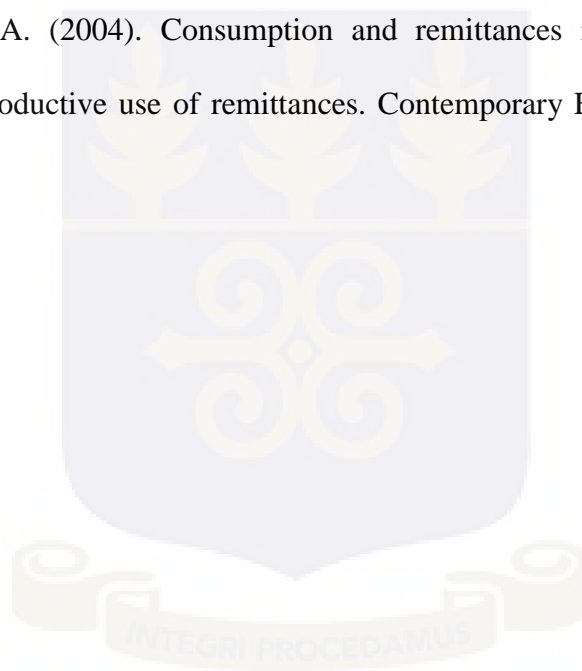 A. (2004). Consumption and remittances
oductive use of remittances. Contemporary
INTEGRI PROCEDAMUS